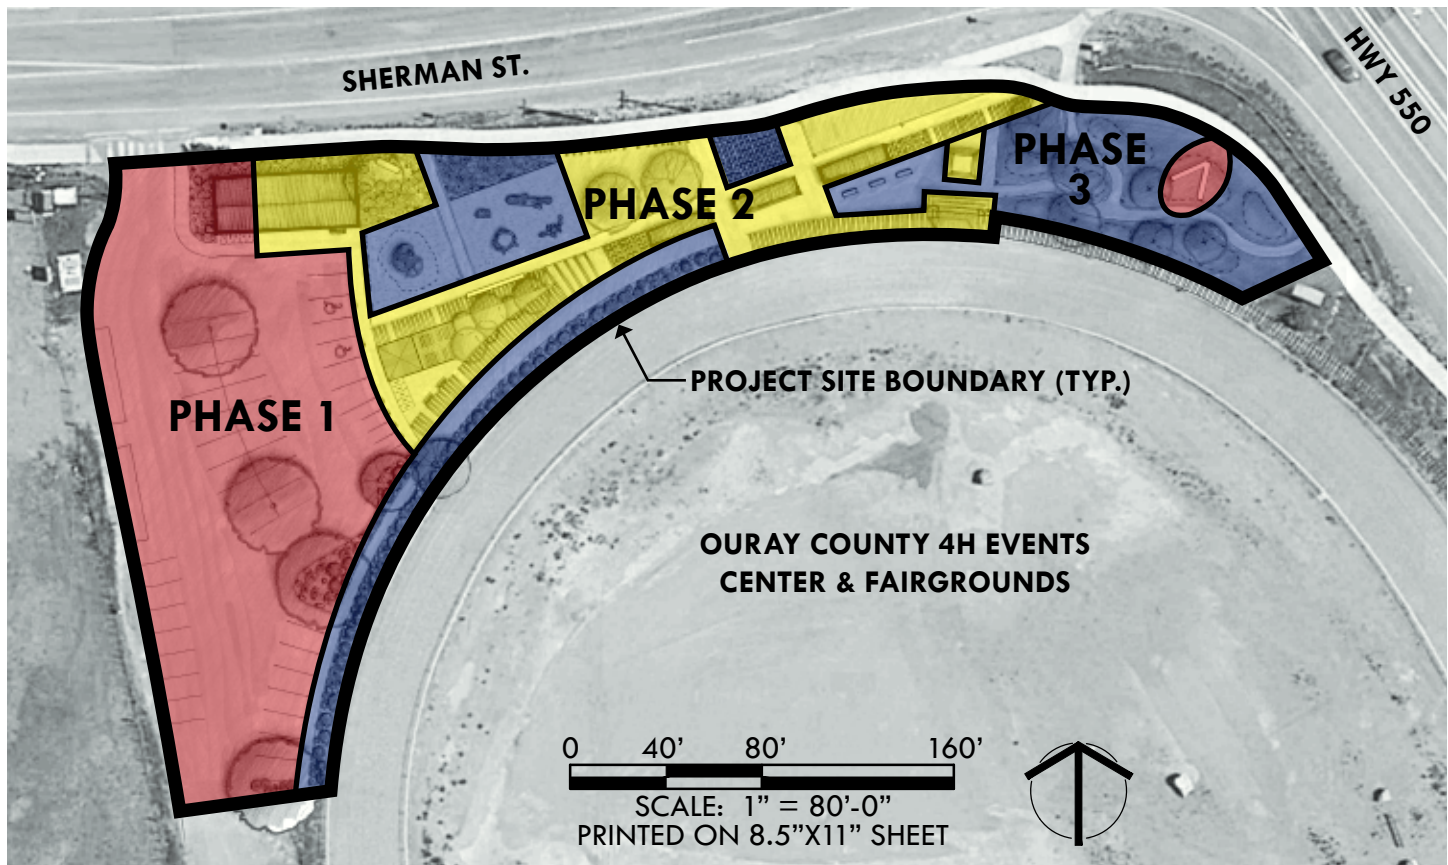 SHERMAN ST.
HWY 550
PHASE
3
PHASE 2
PROJECT SITE BOUNDARY (TYP.)
PHASE 1
OURAY COUNTY 4H EVENTS
CENTER & FAIRGROUNDS
0 40’ 80’ 160’
SCALE: 1” = 80’-0”
PRINTED ON 8.5”X11” SHEET